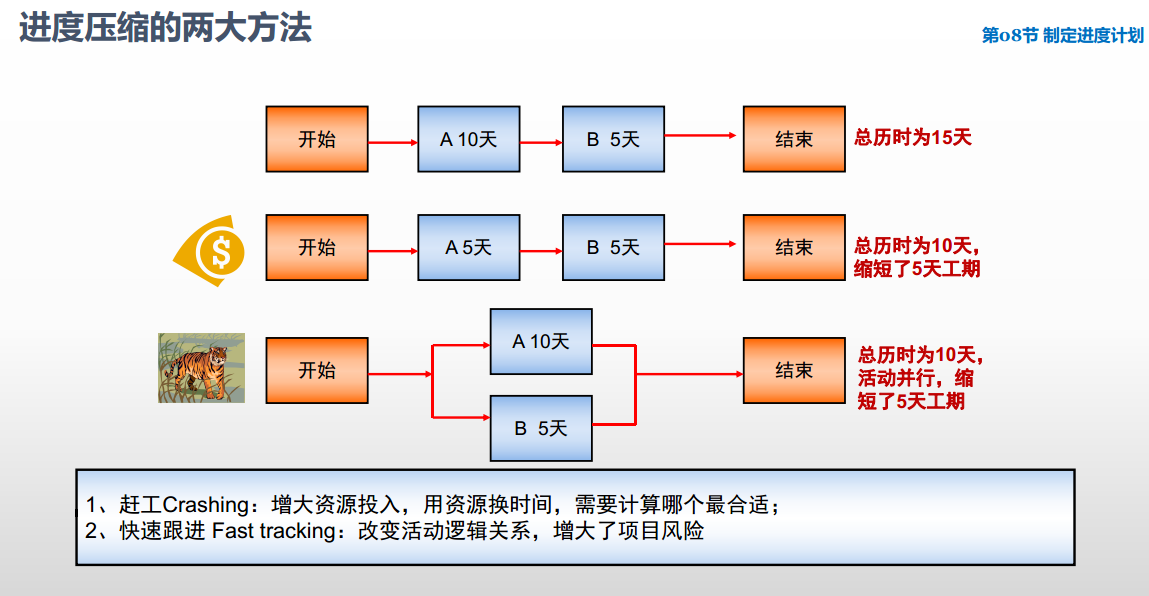 进度压缩的两大方法
第08节 制定进度计划
开始
A 10天
B 5天
结束
总历时为15天
$
开始
A 5天
B 5天
结束
总历时为10天，
缩短了5天工期
开始
A 10天
B 5天
结束
总历时为10天，
活动并行，缩
短了5天工期
1、赶工Crashing：增大资源投入，用资源换时间，需要计算哪个最合适；
2、快速跟进 Fast tracking：改变活动逻辑关系，增大了项目风险